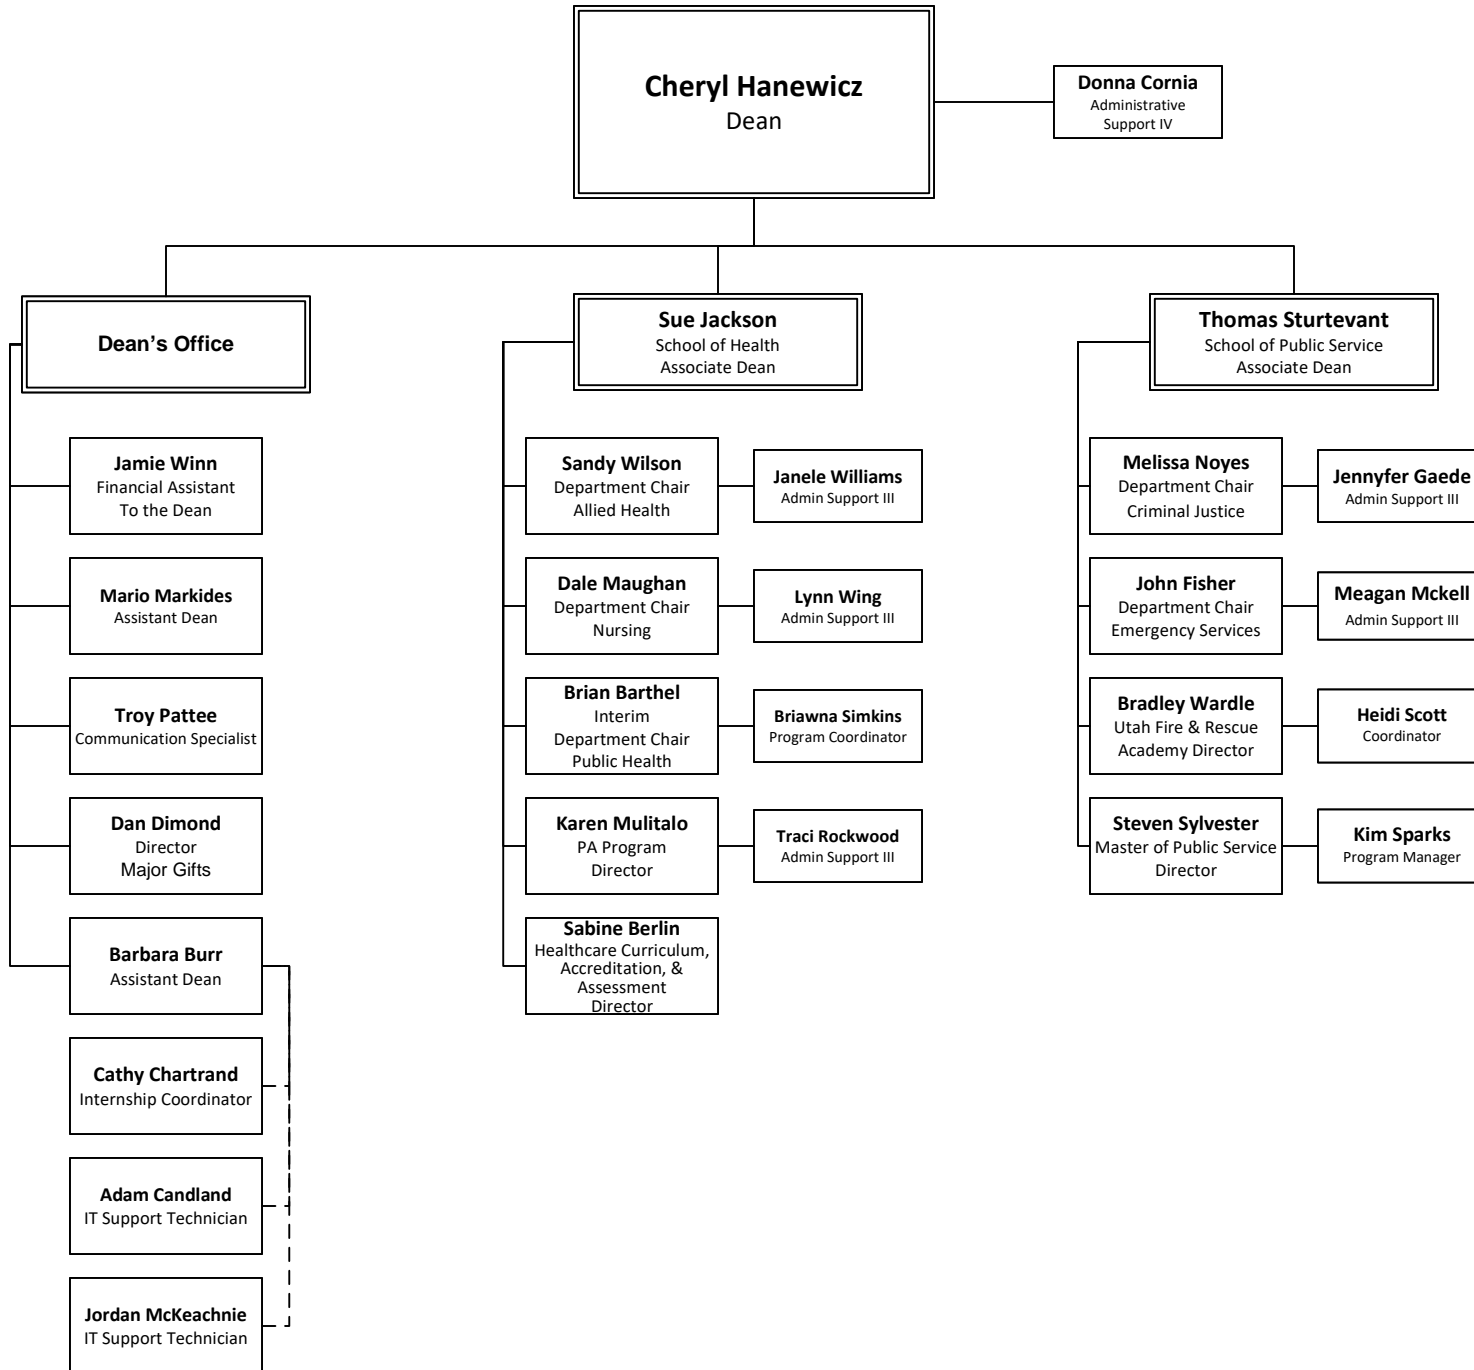 Cheryl Hanewicz
Dean
Donna Cornia
Administrative
Support IV
Dean's Office
Jamie Winn
Financial Assistant
To the Dean
Mario Markides
Assistant Dean
Troy Pattee
Communication Specialist
Dan Dimond
Director
Major Gifts
Barbara Burr
Assistant Dean
Cathy Chartrand
Internship Coordinator
Adam Candland
IT Support Technician
Jordan McKeachnie
IT Support Technician
Sue Jackson
School of Health
Associate Dean
Sandy Wilson
Department Chair
Allied Health
Janele Williams
Admin Support III
Dale Maughan
Department Chair
Nursing
Lynn Wing
Admin Support III
Brian Barthel
Interim
Department Chair
Public Health
Briawna Simkins
Program Coordinator
Karen Mulitalo
PA Program
Director
Traci Rockwood
Admin Support III
Sabine Berlin
Healthcare Curriculum,
Accreditation, &
Assessment
Director
Thomas Sturtevant
School of Public Service
Associate Dean
Melissa Noyes
Department Chair
Criminal Justice
Jennyfer Gaede
Admin Support III
John Fisher
Department Chair
Emergency Services
Meagan Mckell
Admin Support III
Bradley Wardle
Utah Fire & Rescue
Academy Director
Heidi Scott
Coordinator
Steven Sylvester
Master of Public Service
Director
Kim Sparks
Program Manager